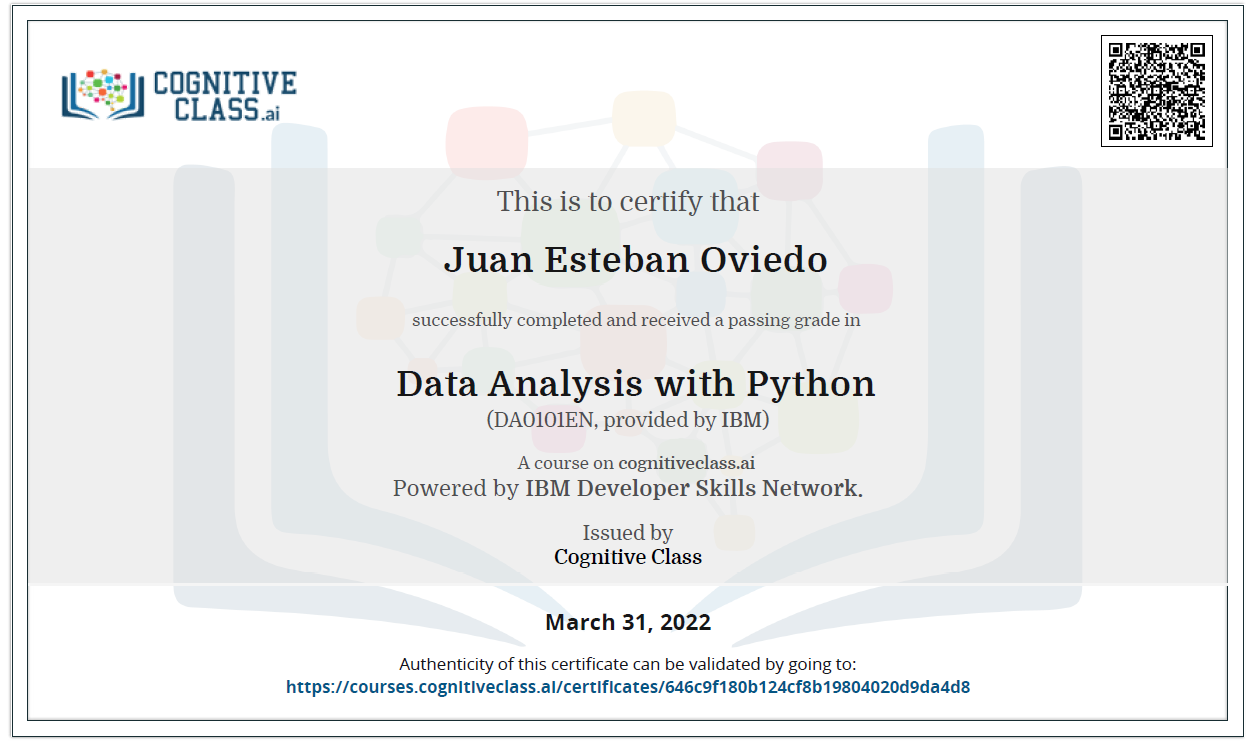 COGNITIVE
CLASS.ai
This is to certify that
Juan Esteban Oviedo
successfully completed and received a passing grade in
Data Analysis with Python
(DA0101EN, provided by IBM)
A course on cognitiveclass.ai
Powered by IBM Developer Skills Network.
Issued by
Cognitive Class
March 31, 2022
Authenticity of this certificate can be validated by going to:
https://courses.cognitiveclass.ai/certificates/646c9f180b124cf8b19804020d9da4d8